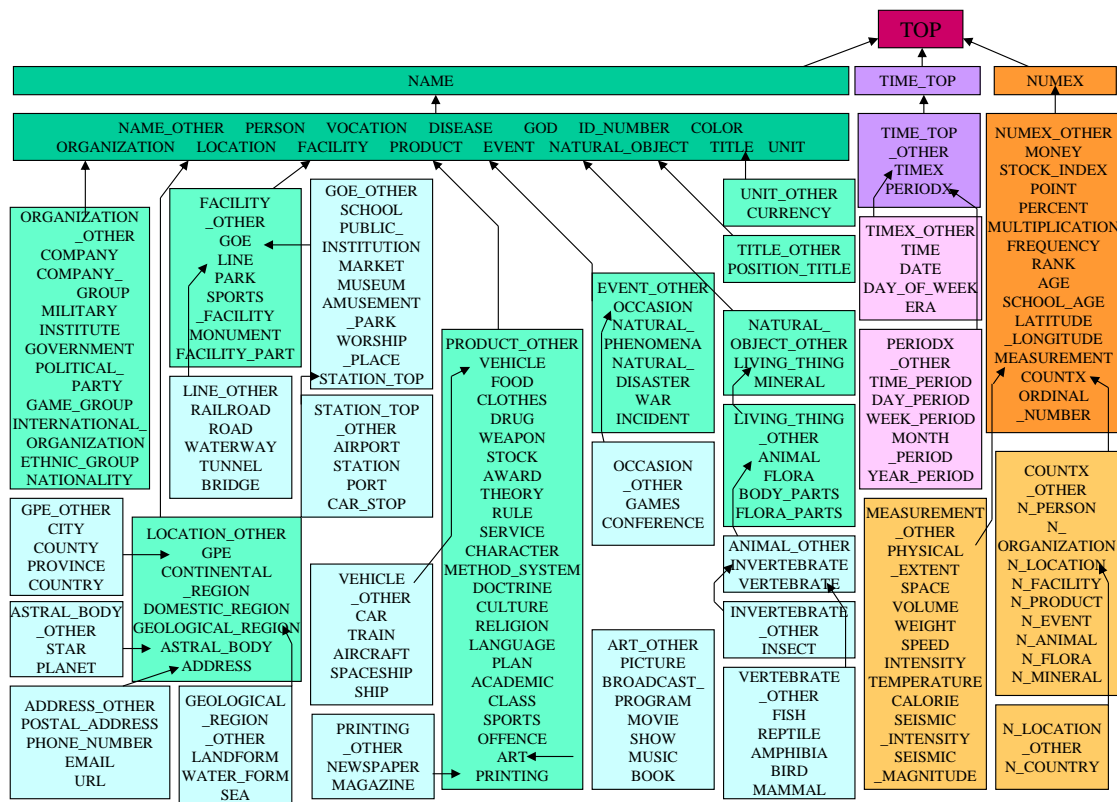 TOP
NAME
TIME_TOP
NUMEX
NAME_OTHER PERSON VOCATION DISEASE GOD ID_NUMBER COLOR
ORGANIZATION LOCATION FACILITY PRODUCT EVENT NATURAL_OBJECT TITLE UNIT
TIME_TOP
_OTHER
TIMEX
PERIODX
NUMEX_OTHER
MONEY
STOCK_INDEX
POINT
PERCENT
MULTIPLICATION
FREQUENCY
RANK
AGE
SCHOOL_AGE
LATITUDE
_LONGITUDE
MEASUREMENT
COUNTX
ORDINAL
_NUMBER
ORGANIZATION
_OTHER
COMPANY
COMPANY_
GROUP
MILITARY
INSTITUTE
GOVERNMENT
POLITICAL_
PARTY
GAME_GROUP
INTERNATIONAL_
ORGANIZATION
ETHNIC_GROUP
NATIONALITY
FACILITY
_OTHER
GOE
LINE
PARK
SPORTS
_FACILITY
MONUMENT
FACILITY_PART
GOE_OTHER
SCHOOL
PUBLIC_
INSTITUTION
MARKET
MUSEUM
AMUSEMENT
_PARK
WORSHIP
_PLACE
STATION_TOP
UNIT_OTHER
CURRENCY
TITLE_OTHER
POSITION_TITLE
TIMEX_OTHER
TIME
DATE
DAY_OF_WEEK
ERA
EVENT_OTHER
OCCASION
NATURAL_
PHENOMENA
NATURAL_
DISASTER
WAR
INCIDENT
NATURAL_
OBJECT_OTHER
LIVING_THING
MINERAL
PERIODX
_OTHER
TIME_PERIOD
DAY_PERIOD
WEEK_PERIOD
MONTH
_PERIOD
YEAR_PERIOD
PRODUCT_OTHER
VEHICLE
FOOD
CLOTHES
DRUG
WEAPON
STOCK
AWARD
THEORY
RULE
SERVICE
CHARACTER
METHOD_SYSTEM
DOCTRINE
CULTURE
RELIGION
LANGUAGE
PLAN
ACADEMIC
CLASS
SPORTS
OFFENCE
ART
PRINTING
LINE_OTHER
RAILROAD
ROAD
WATERWAY
TUNNEL
BRIDGE
STATION_TOP
_OTHER
AIRPORT
STATION
PORT
CAR_STOP
LIVING_THING
_OTHER
ANIMAL
FLORA
BODY_PARTS
FLORA_PARTS
OCCASION
_OTHER
GAMES
CONFERENCE
COUNTX
_OTHER
N_PERSON
N_
ORGANIZATION
N_LOCATION
N_FACILITY
N_PRODUCT
N_EVENT
N_ANIMAL
N_FLORA
N_MINERAL
GPE_OTHER
CITY
COUNTY
PROVINCE
COUNTRY
LOCATION_OTHER
GPE
CONTINENTAL
_REGION
DOMESTIC_REGION
GEOLOGICAL_REGION
ASTRAL_BODY
ADDRESS
MEASUREMENT
_OTHER
PHYSICAL
_EXTENT
SPACE
VOLUME
WEIGHT
SPEED
INTENSITY
TEMPERATURE
CALORIE
SEISMIC
_INTENSITY
SEISMIC
_MAGNITUDE
ANIMAL_OTHER
INVERTEBRATE
VERTEBRATE
VEHICLE
_OTHER
CAR
TRAIN
AIRCRAFT
SPACESHIP
SHIP
ASTRAL_BODY
_OTHER
STAR
PLANET
INVERTEBRATE
_OTHER
INSECT
ART_OTHER
PICTURE
BROADCAST_
PROGRAM
MOVIE
SHOW
MUSIC
BOOK
VERTEBRATE
_OTHER
FISH
REPTILE
AMPHIBIA
BIRD
MAMMAL
ADDRESS_OTHER
POSTAL_ADDRESS
PHONE_NUMBER
EMAIL
URL
GEOLOGICAL
_REGION
_OTHER
LANDFORM
WATER_FORM
SEA
PRINTING
_OTHER
NEWSPAPER
MAGAZINE
N_LOCATION
_OTHER
N_COUNTRY